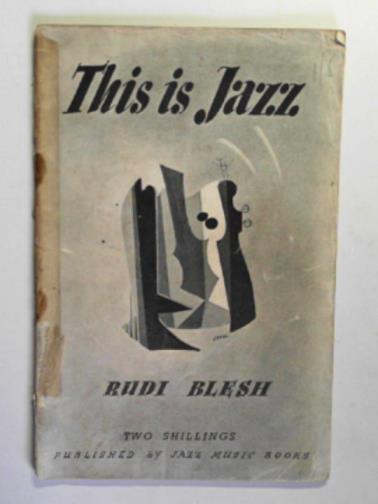 This is Jazz
RUDI BLESH
TWO SHILLINGS
PUBLISHED by JAZZ MUSIC BOOKS